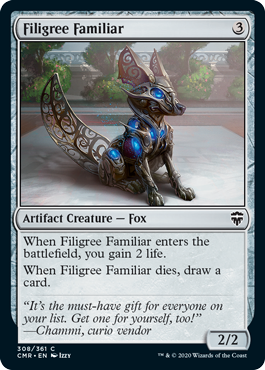 Filigree Familiar 3
Artifact Creature — Fox
When Filigree Familiar enters the
battlefield, you gain 2 life.
When Filigree Familiar dies, draw a
card.
“It’s the must-have gift for everyone on
your list. Get one for yourself, too!”
—Chammi, curio vendor
2/2
308/361 C
CMR • EN Izzy ™ & © 2020 Wizards of the Coast